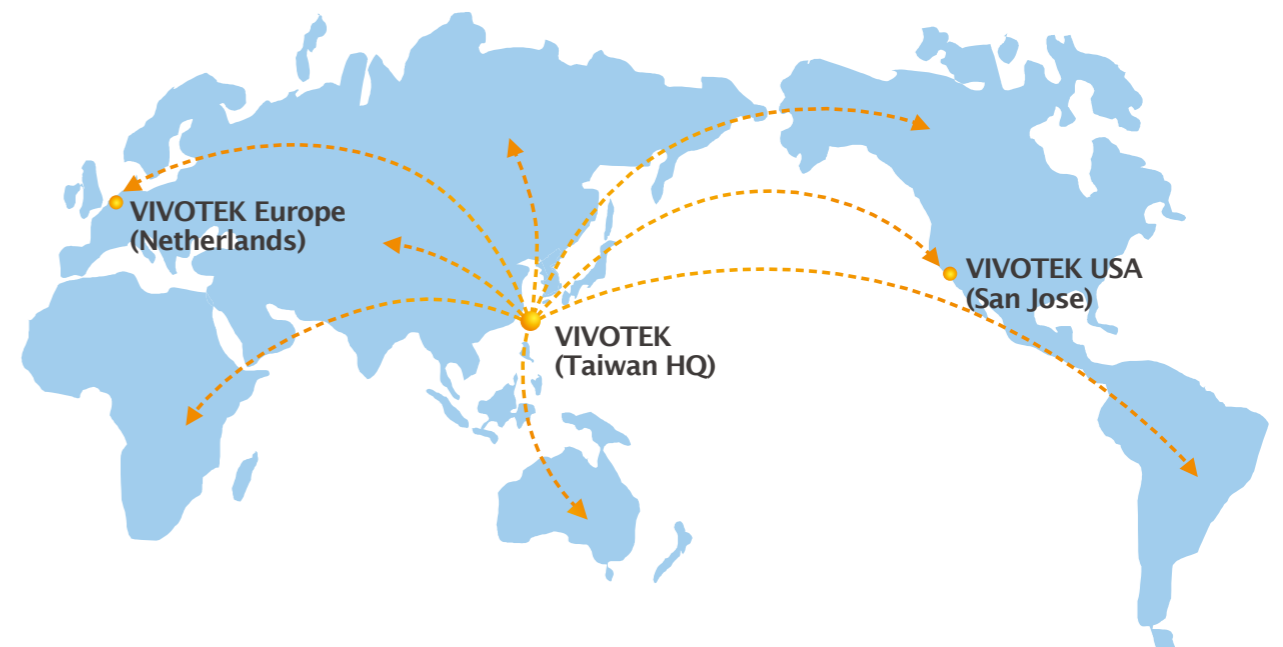 VIVOTEK Europe
(Netherlands)
VIVOTEK USA
(San Jose)
VIVOTEK
(Taiwan HQ)